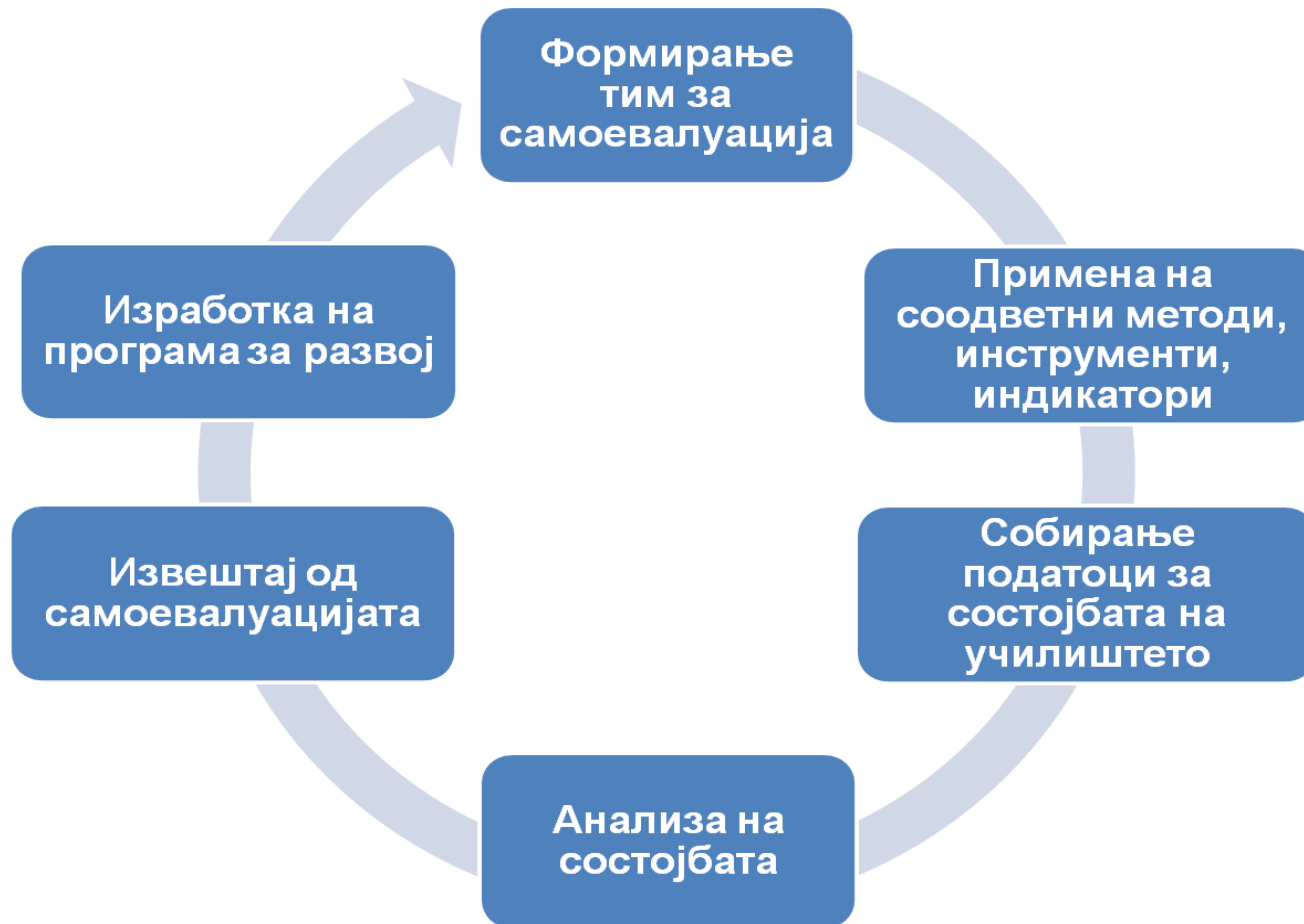 Формирање
тим за
самоевалуација
Примена на
соодветни методи,
инструменти,
индикатори
Собирање
податоци за
состојбата на
училиштето
Анализа на
состојбата
Извештај од
самоевалуацијата
Изработка на
програма за развој